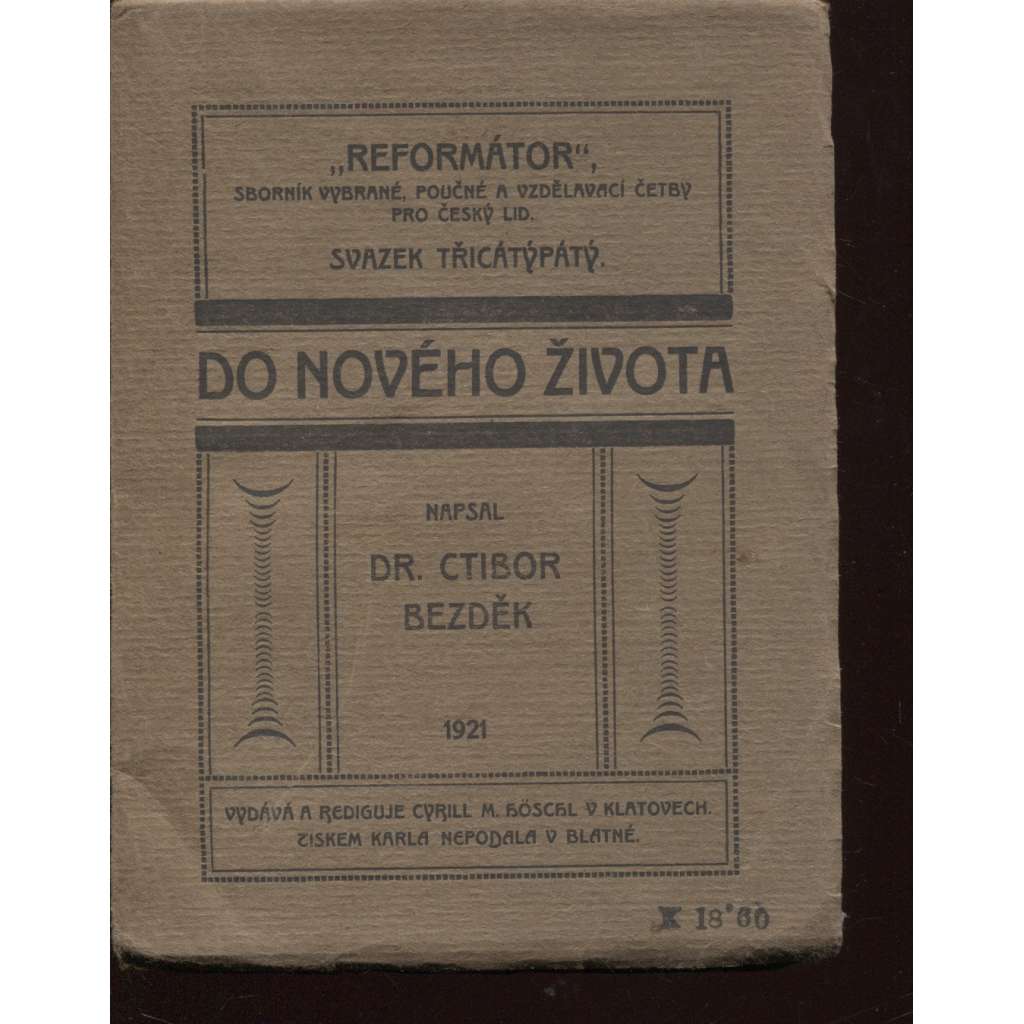 „REFORMÁTOR“,
SBORNÍK VYBRANÉ, POUČNÉ A VZDĚLAVACÍ ČETBY
PRO ČESKÝ LID.
SVAZEK TŘICÁTÝPÁTÝ.
DO NOVÉHO ŽIVOTA
NAPSAL
DR. CTIBOR
BEZDĚK
1921
VYDÁVÁ A REDIGUJE CYRILL M. HÖSCHL V KLATOVECH.
TISKEM KARLA NEPODALA V BLATNÉ.
K 18·60